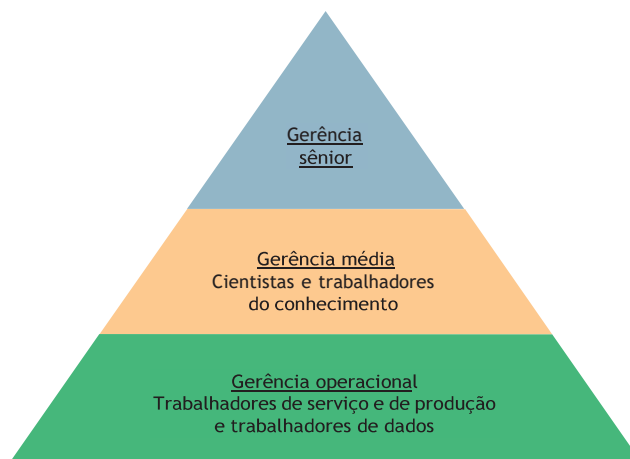 Gerência
sênior
Gerência média
Cientistas e trabalhadores
do conhecimento
Gerência operacional
Trabalhadores de serviço e de produção
e trabalhadores de dados